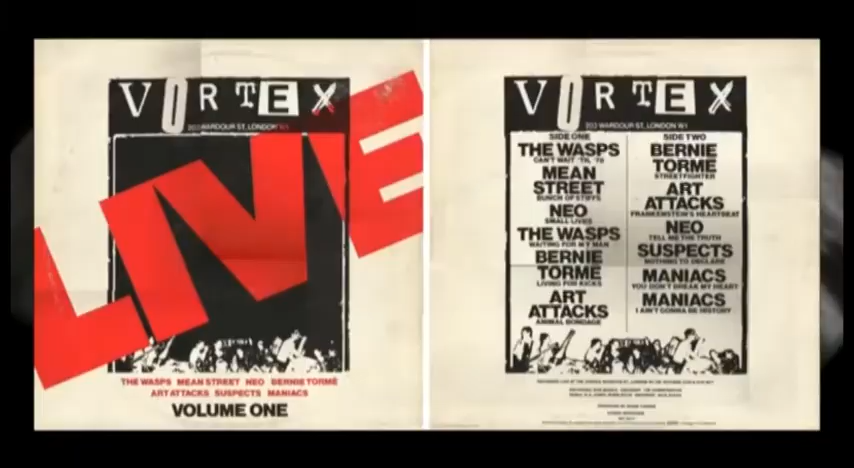 VORTEX
203 WARDOUR ST, LONDON W1
LIVE
THE WASPS MEAN STREET NEO BERNIE TORMÉ
ART ATTACKS SUSPECTS MANIACS
VOLUME ONE
VORTEX
203 WARDOUR ST, LONDON W1
SIDE ONE
THE WASPS
CAN'T WAIT 'TIL '78
MEAN
STREET
BUNCH OF STIFFS
NEO
SMALL LIVES
THE WASPS
WAITING FOR MY MAN
BERNIE
TORMÉ
LIVING FOR KICKS
ART
ATTACKS
ANIMAL BONDAGE
SIDE TWO
BERNIE
TORMÉ
STREETFIGHTER
ART
ATTACKS
FRANKENSTEIN'S HEARTBEAT
NEO
TELL ME THE TRUTH
SUSPECTS
NOTHING TO DECLARE
MANIACS
YOU DON'T BREAK MY HEART
MANIACS
I AIN'T GONNA BE HISTORY